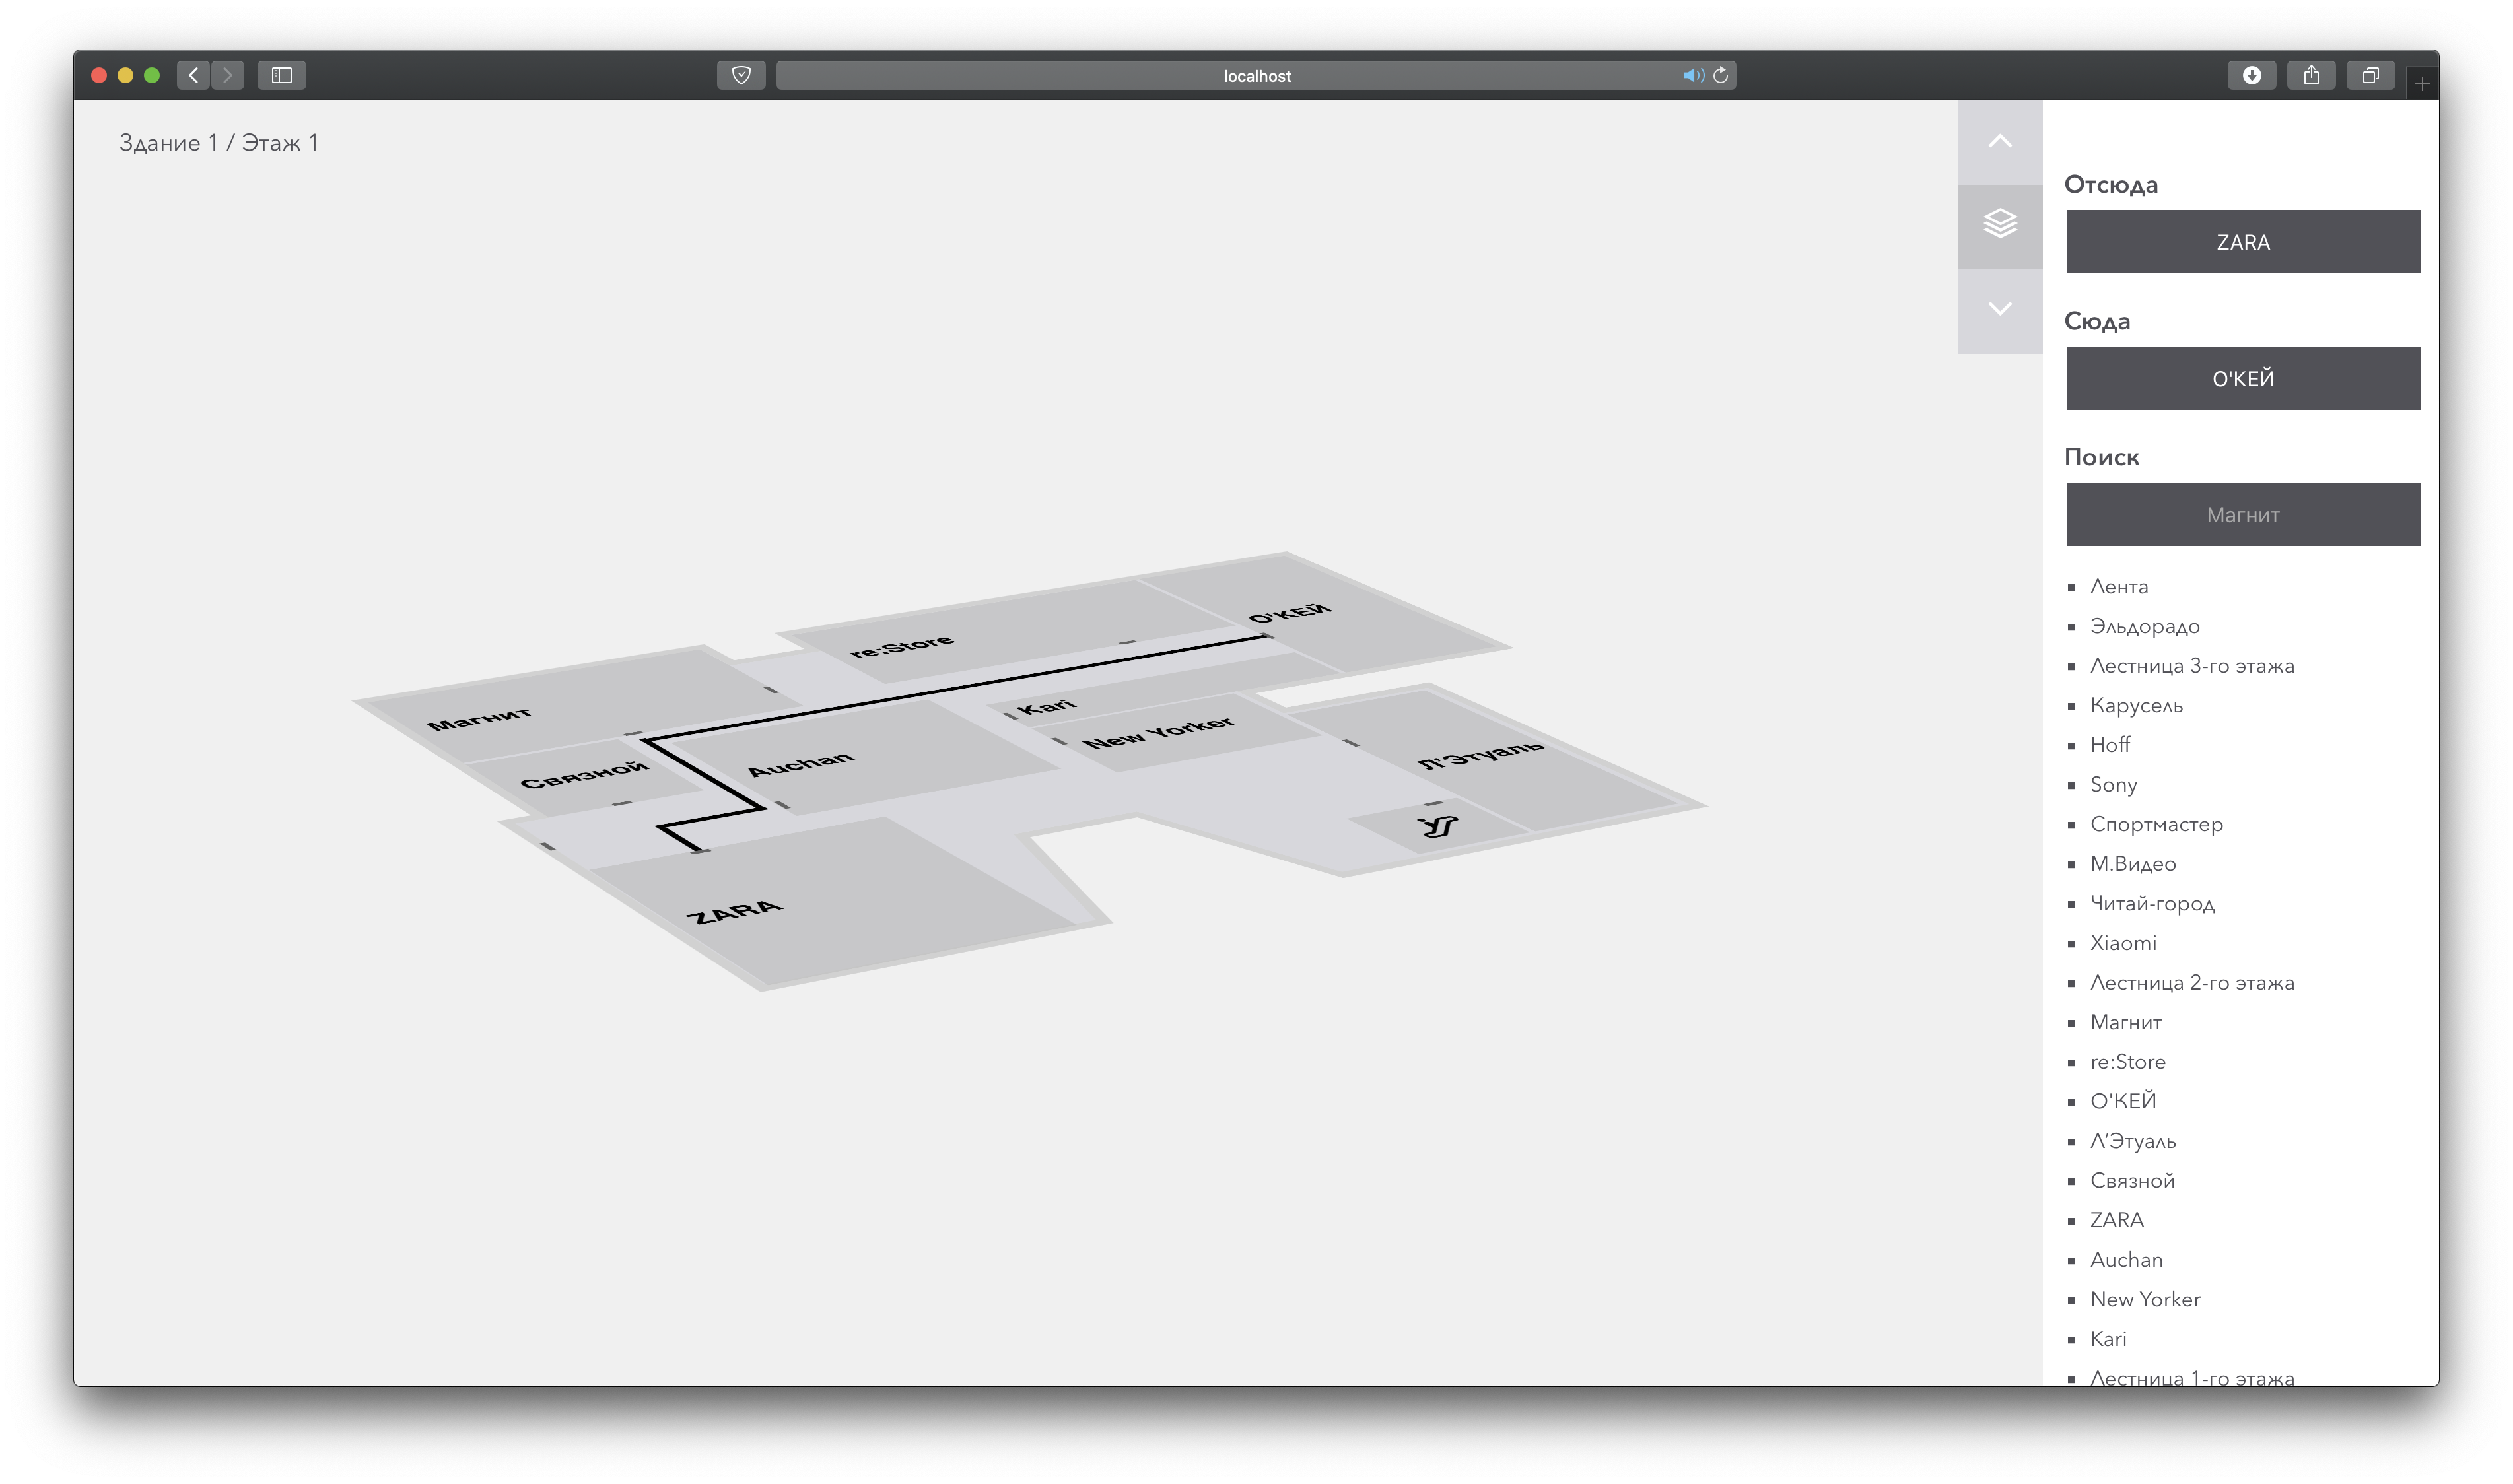 localhost
Здание 1 / Этаж 1
Отсюда
ZARA
Сюда
О'КЕЙ
Поиск
Магнит
Лента
Эльдорадо
Лестница 3-го этажа
Карусель
Hoff
Sony
Спортмастер
М.Видео
Читай-город
Xiaomi
Лестница 2-го этажа
Магнит
re:Store
О'КЕЙ
Л’Этуаль
Связной
ZARA
Auchan
New Yorker
Kari
Лестница 1-го этажа
О'КЕЙ
re:Store
Магнит
Kari
New Yorker
Л’Этуаль
Auchan
Связной
ZARA